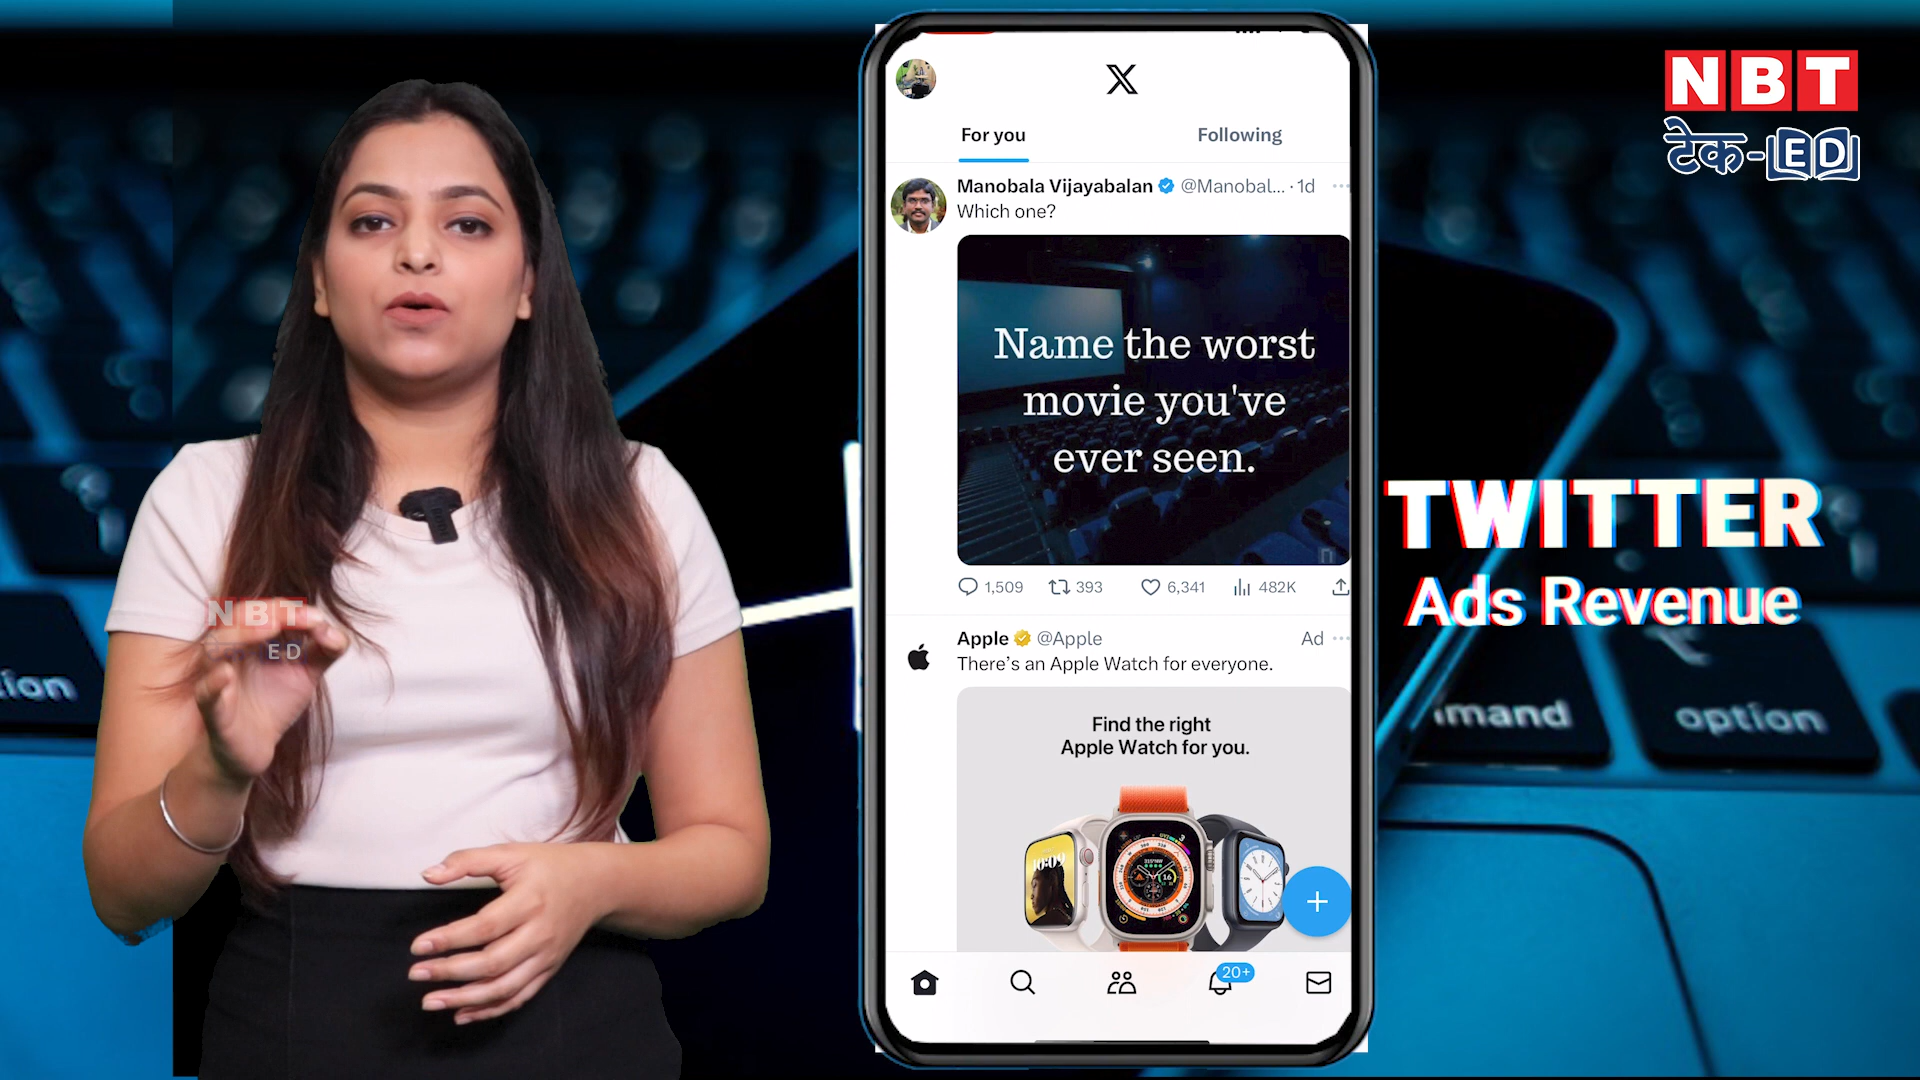 NBT
टेक-ED
For you
Following
Manobala Vijayabalan @Manobal... · 1d
Which one?
Name the worst
movie you've
ever seen.
1,509
393
6,341
482K
Apple @Apple
Ad
There's an Apple Watch for everyone.
Find the right
Apple Watch for you.
10:09
20+
TWITTER
Ads Revenue
NBT
ED
option